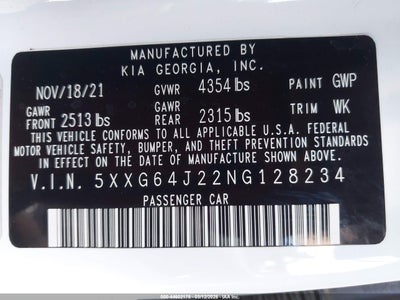 MANUFACTURED BY
KIA GEORGIA, INC.
NOV/18/21 GVWR 4354 lbs PAINT GWP
GAWR GAWR
FRONT 2513 lbs REAR 2315 lbs TRIM WK
THIS VEHICLE CONFORMS TO ALL APPLICABLE U.S.A. FEDERAL
MOTOR VEHICLE SAFETY, BUMPER, AND THEFT PREVENTION STANDARDS
IN EFFECT ON THE DATE OF MANUFACTURE SHOWN ABOVE.
V.I.N. 5XXG64J22NG128234
PASSENGER CAR